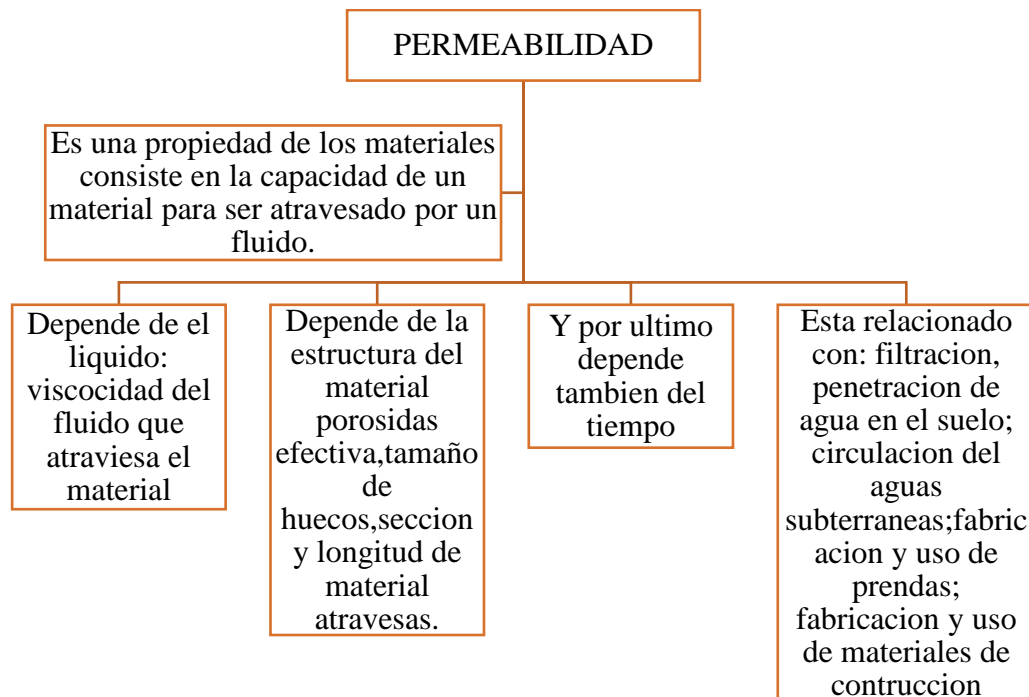 PERMEABILIDAD
Es una propiedad de los materiales
consiste en la capacidad de un
material para ser atravesado por un
fluido.
Depende de el
liquido:
viscocidad del
fluido que
atraviesa el
material
Depende de la
estructura del
material
porosidas
efectiva,tamaño
de
huecos,seccion
y longitud de
material
atravesas.
Y por ultimo
depende
tambien del
tiempo
Esta relacionado
con: filtracion,
penetracion de
agua en el suelo;
circulacion del
aguas
subterraneas;fabric
acion y uso de
prendas;
fabricacion y uso
de materiales de
contruccion